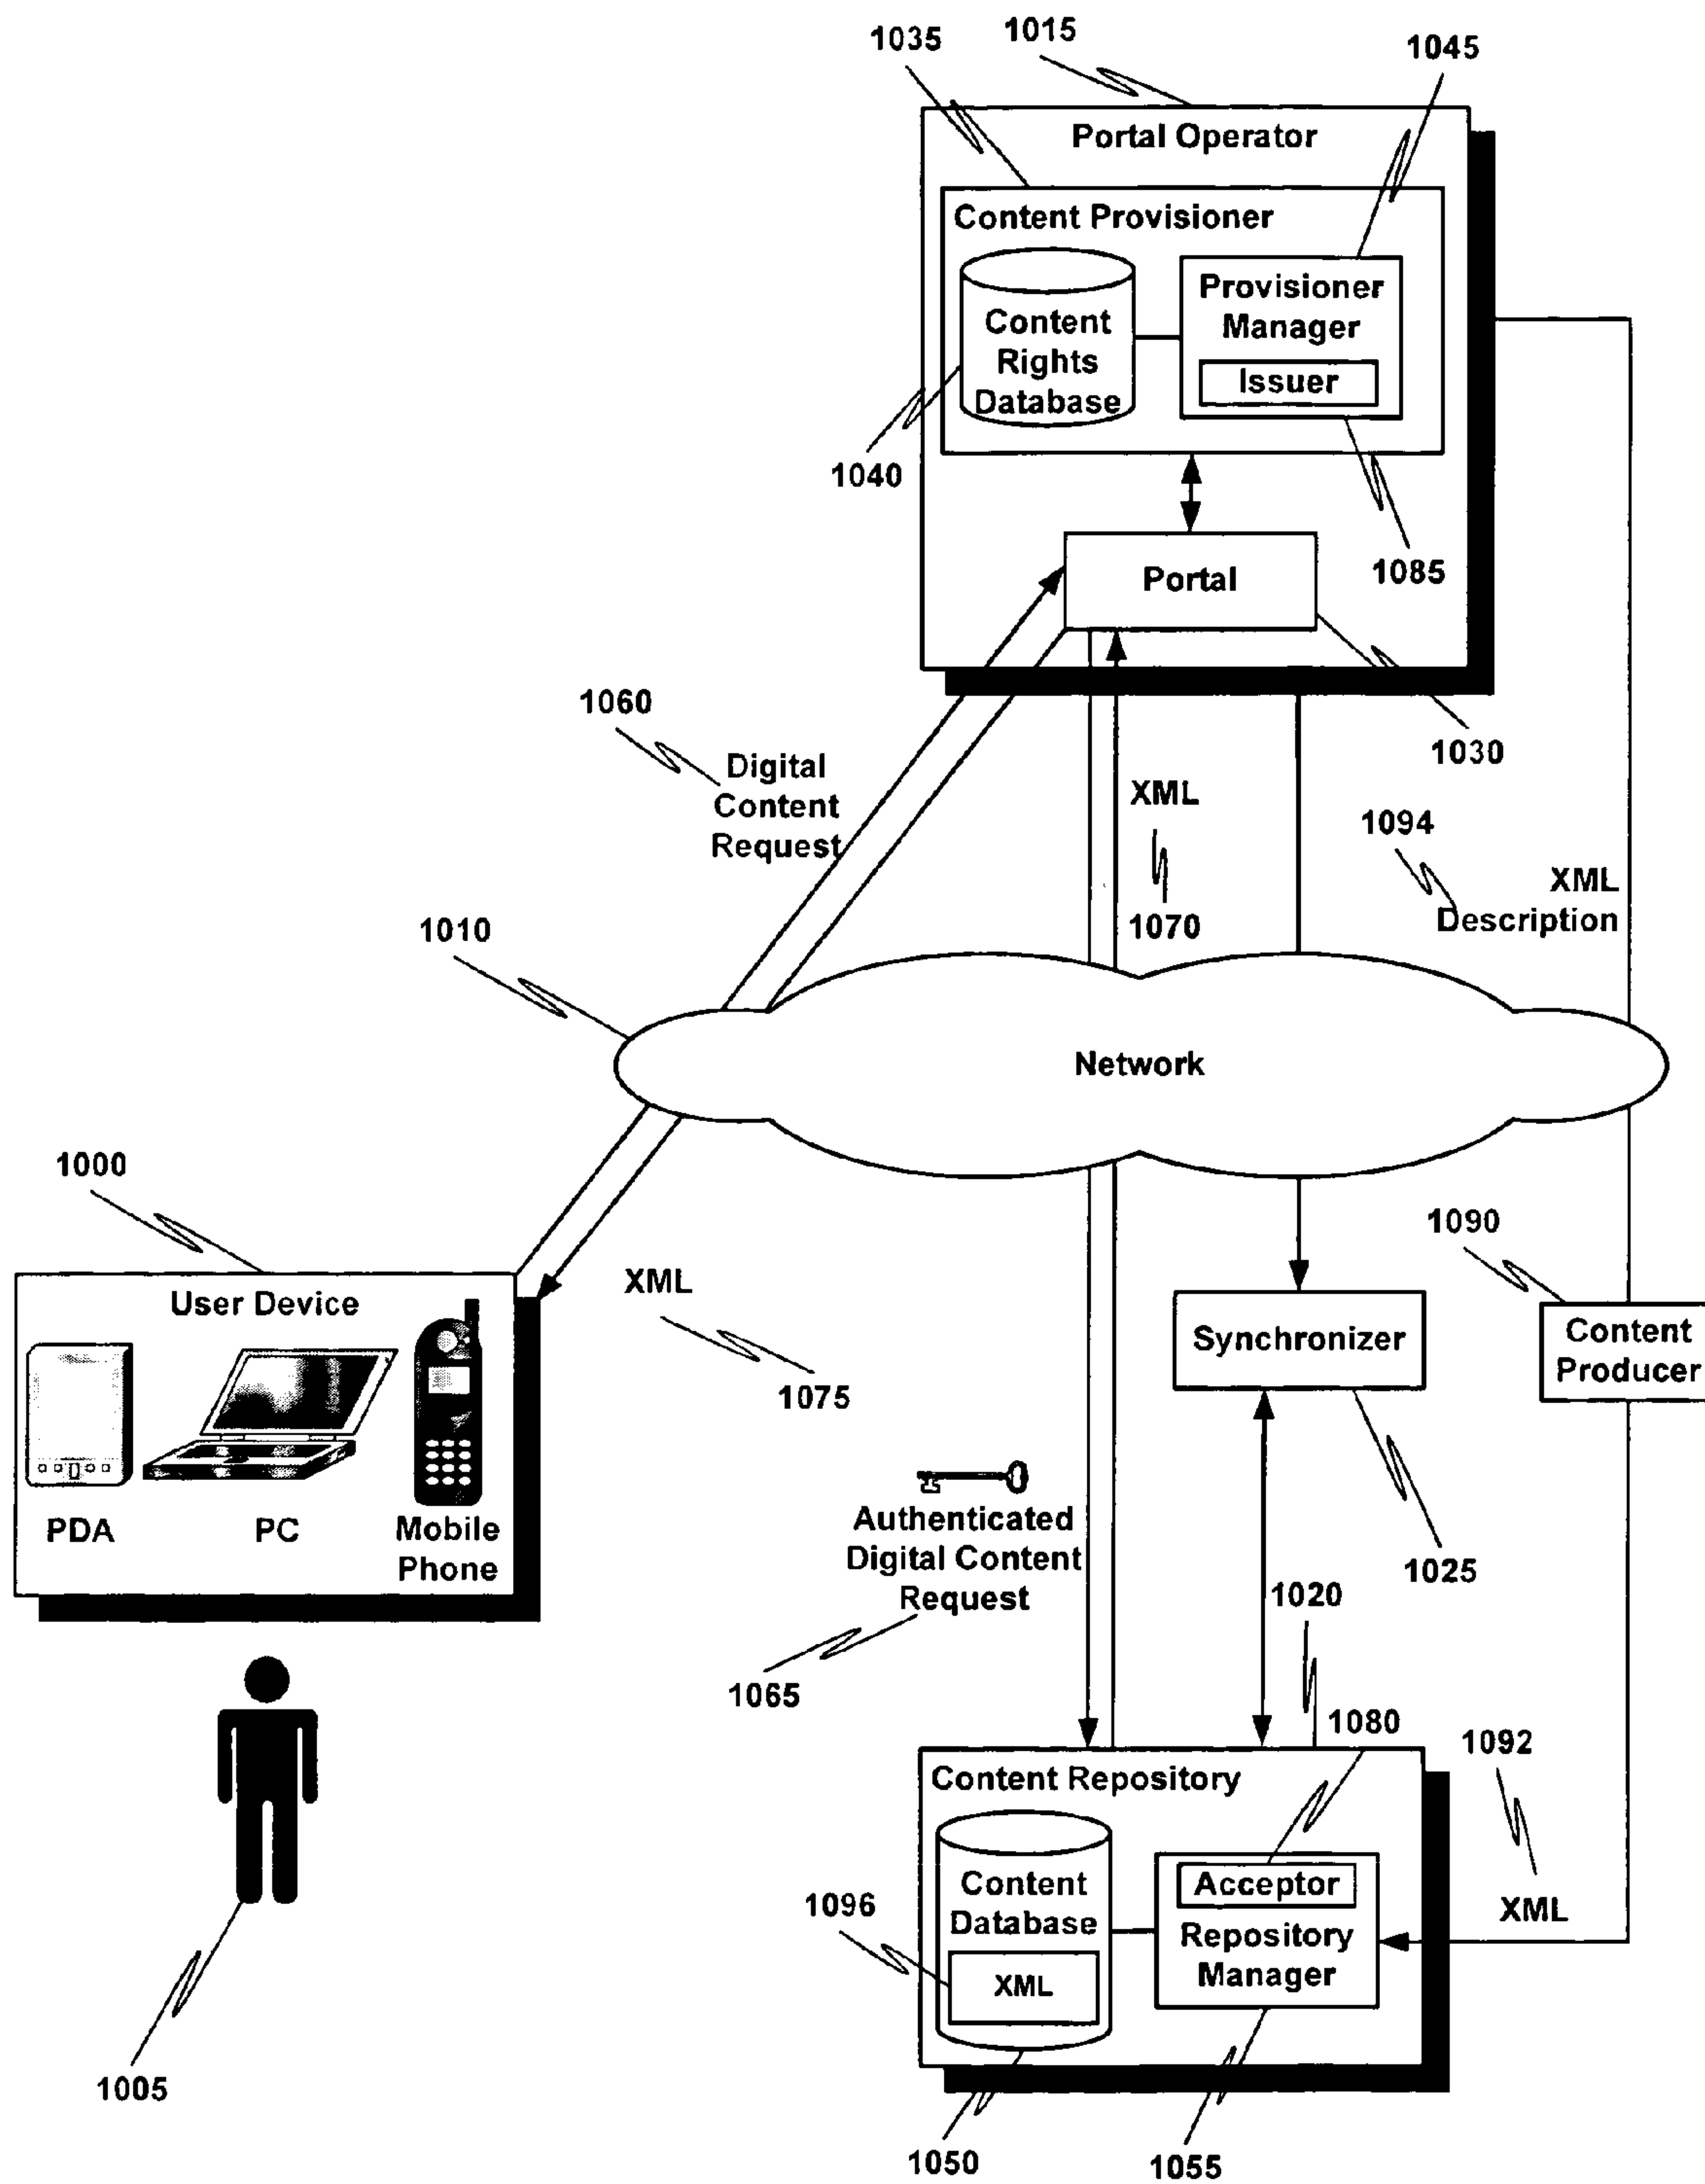 1035
1015
1045
Portal Operator
Content Provisioner
Content
Rights
Database
Provisioner
Manager
Issuer
1040
1085
Portal
1030
1060
Digital
Content
Request
XML
1070
1094
XML
Description
1010
Network
1000
User Device
PDA
PC
Mobile
Phone
XML
1075
1090
Content
Producer
Synchronizer
1025
Authenticated
Digital Content
Request
1065
1020
1080
1092
XML
Content Repository
Content
Database
XML
1096
Acceptor
Repository
Manager
1005
1050
1055